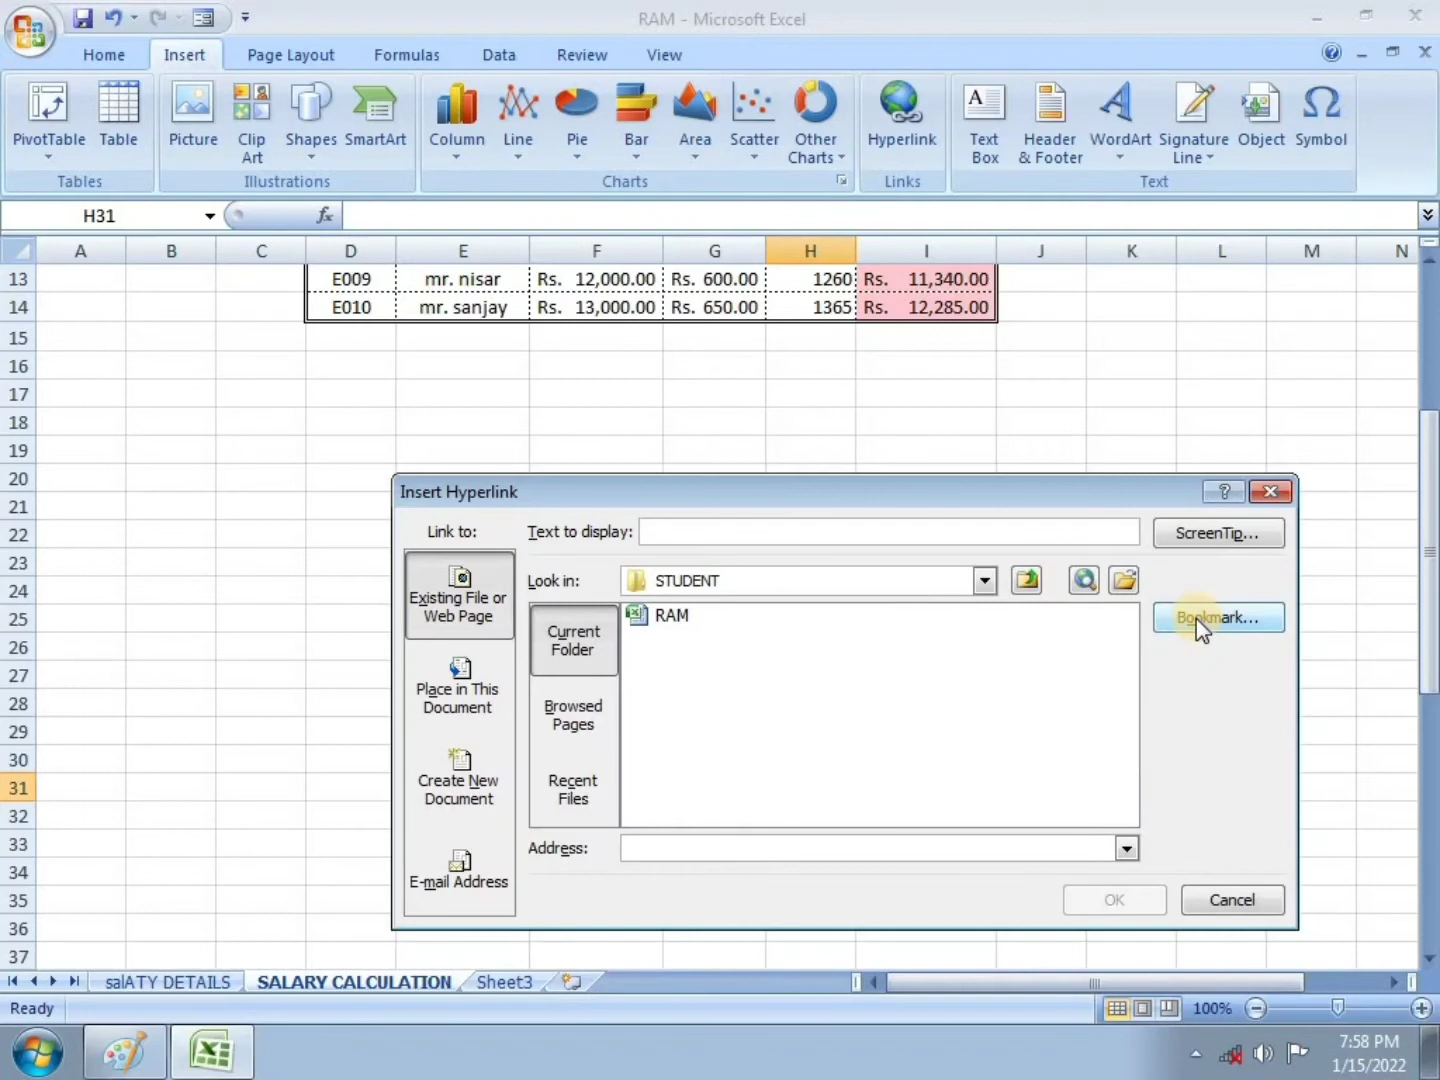 RAM - Microsoft Excel
Home Insert Page Layout Formulas Data Review View
PivotTable Table Picture Clip Art Shapes SmartArt Column Line Pie Bar Area Scatter Other Charts Hyperlink Text Box Header & Footer WordArt Signature Line Object Symbol
Tables Illustrations Charts Links Text
H31 fx
A B C D E F G H I J K L M N
13 E009 mr. nisar Rs. 12,000.00 Rs. 600.00 1260 Rs. 11,340.00
14 E010 mr. sanjay Rs. 13,000.00 Rs. 650.00 1365 Rs. 12,285.00
15
16
17
18
19
20
21
22
23
24
25
26
27
28
29
30
31
32
33
34
35
36
37
Insert Hyperlink
Link to: Text to display: ScreenTip...
Existing File or Web Page
Look in: STUDENT
Current Folder
RAM
Bookmark...
Place in This Document
Browsed Pages
Create New Document
Recent Files
E-mail Address
Address:
OK Cancel
salATY DETAILS SALARY CALCULATION Sheet3
Ready 100%
7:58 PM
1/15/2022